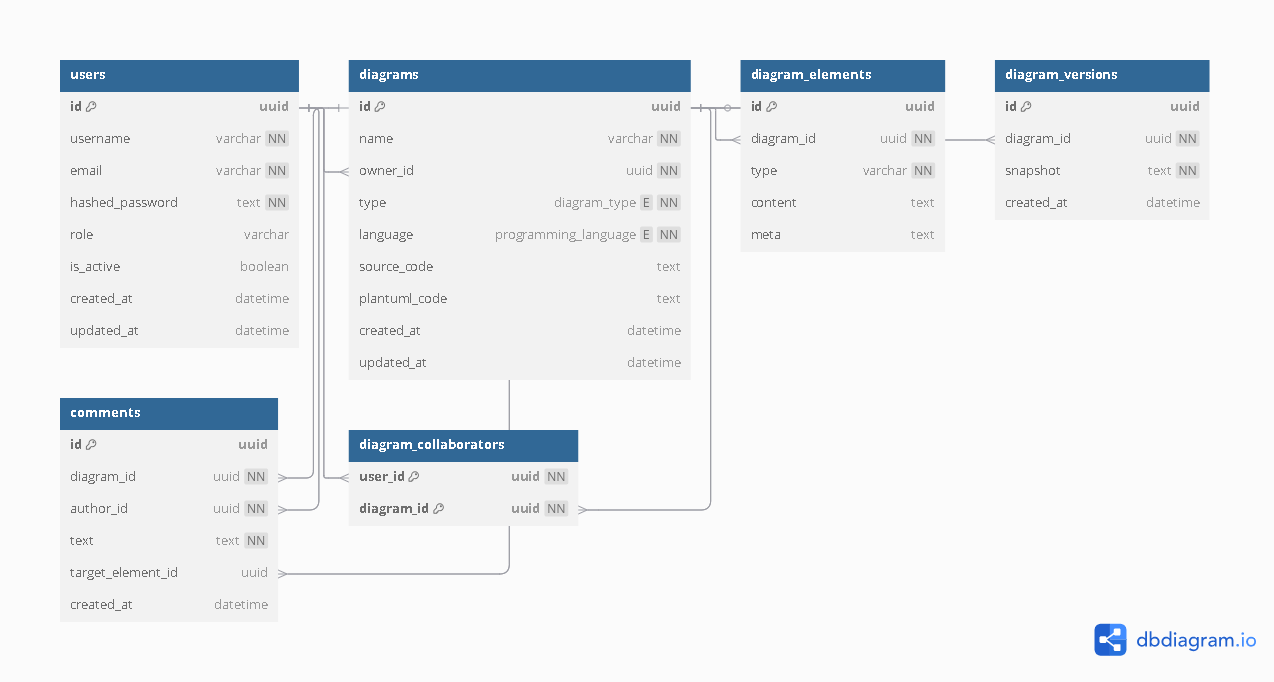 users
id uuid
username varchar NN
email varchar NN
hashed_password text NN
role varchar
is_active boolean
created_at datetime
updated_at datetime
diagrams
id uuid
name varchar NN
owner_id uuid NN
type diagram_type E NN
language programming_language E NN
source_code text
plantuml_code text
created_at datetime
updated_at datetime
diagram_elements
id uuid
diagram_id uuid NN
type varchar NN
content text
meta text
diagram_versions
id uuid
diagram_id uuid NN
snapshot text NN
created_at datetime
comments
id uuid
diagram_id uuid NN
author_id uuid NN
text text NN
target_element_id uuid
created_at datetime
diagram_collaborators
user_id uuid NN
diagram_id uuid NN
dbdiagram.io